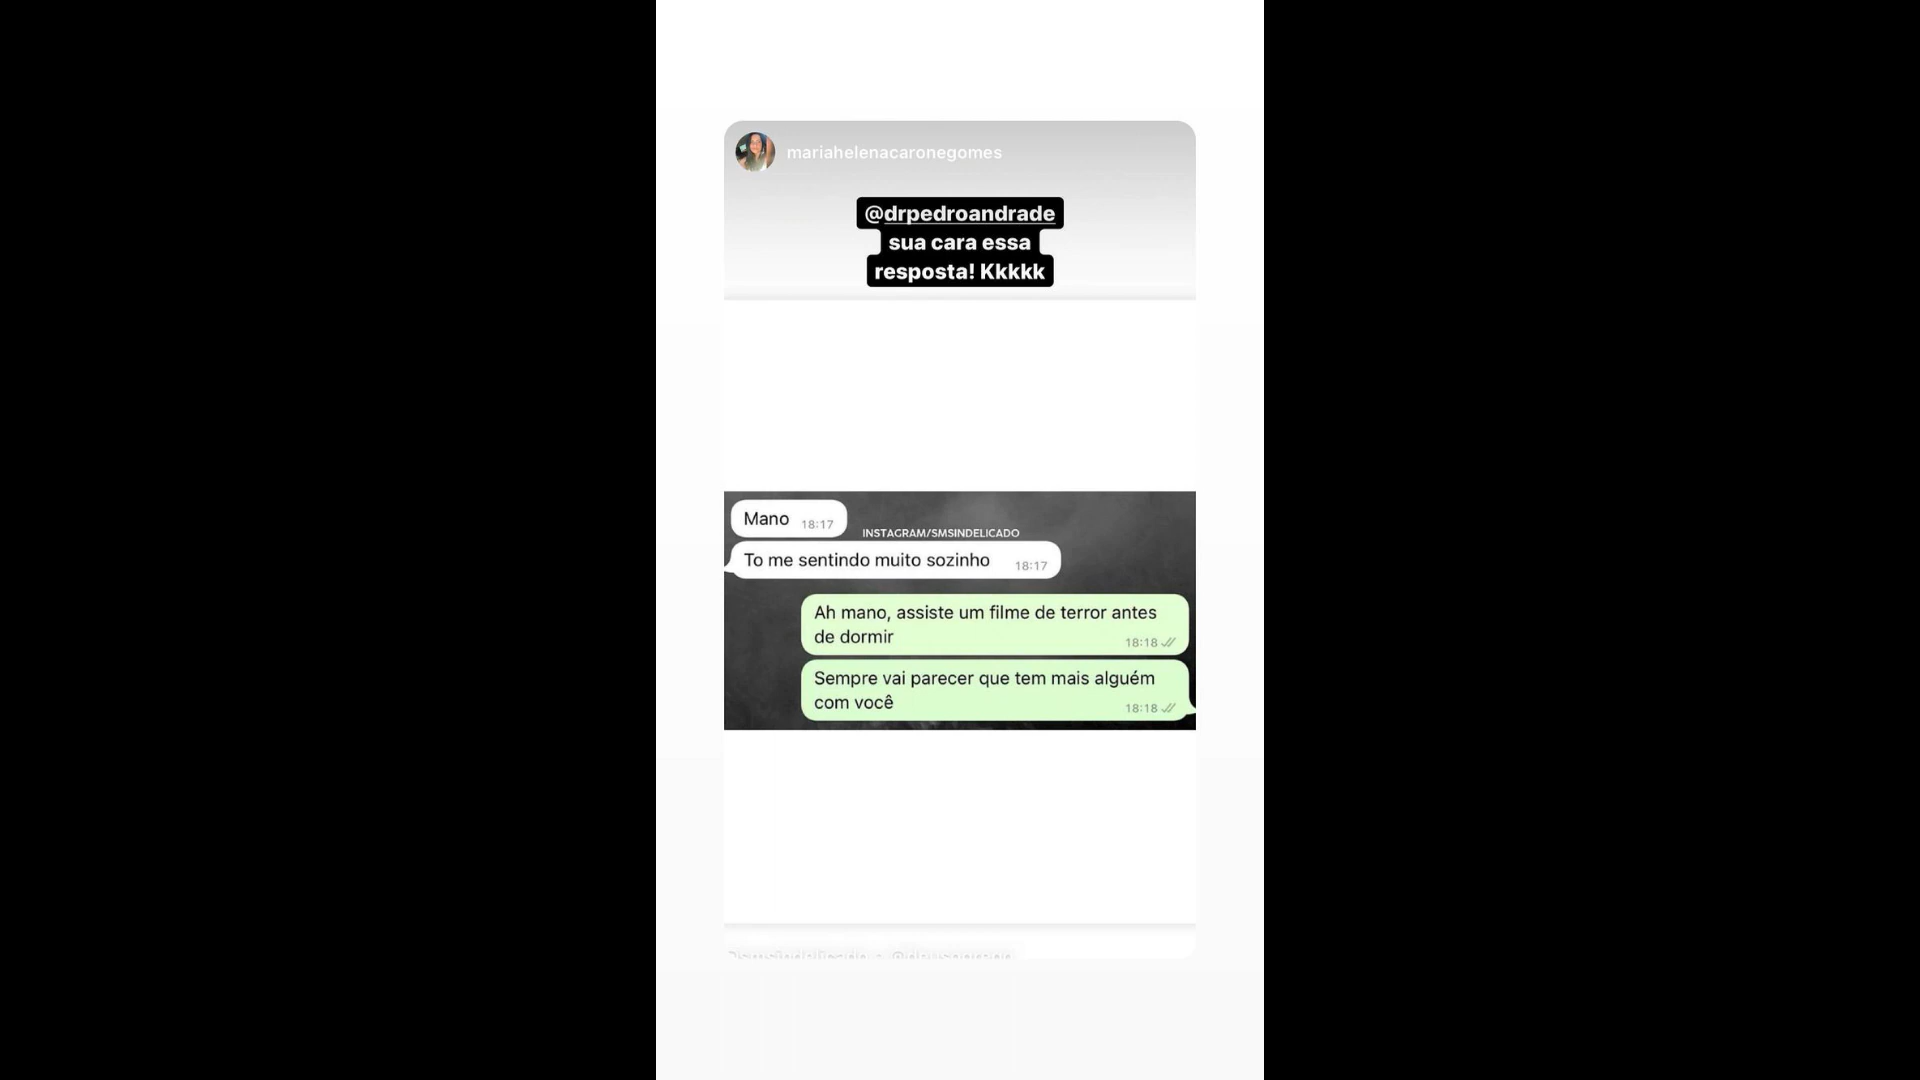 mariahelenacaronegomes
@drpedroandrade
sua cara essa
resposta! Kkkkk
Mano 18:17
INSTAGRAM/SMSINDELICADO
To me sentindo muito sozinho 18:17
Ah mano, assiste um filme de terror antes
de dormir 18:18
Sempre vai parecer que tem mais alguém
com você 18:18